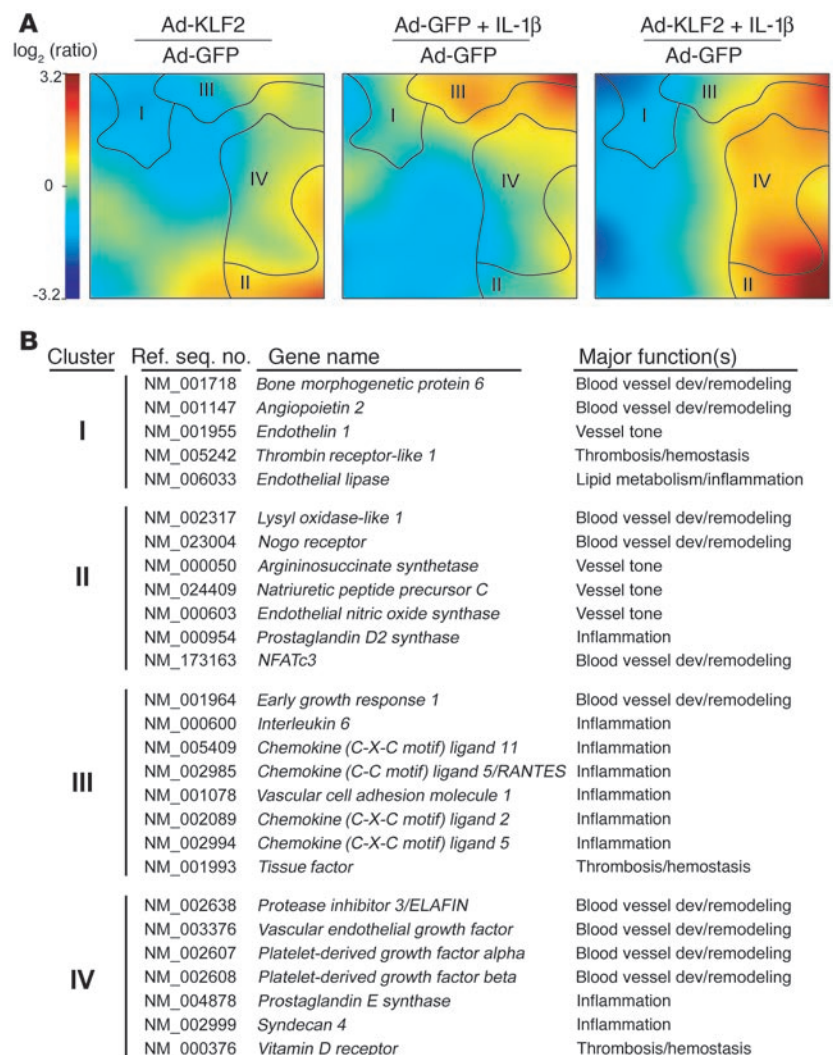 A
Ad-KLF2
Ad-GFP
Ad-GFP + IL-1β
Ad-GFP
Ad-KLF2 + IL-1β
Ad-GFP
log2 (ratio)
3.2
0
-3.2
I
III
IV
II
I
III
IV
II
I
III
IV
II
B
Cluster Ref. seq. no. Gene name Major function(s)
I
NM_001718 Bone morphogenetic protein 6 Blood vessel dev/remodeling
NM_001147 Angiopoietin 2 Blood vessel dev/remodeling
NM_001955 Endothelin 1 Vessel tone
NM_005242 Thrombin receptor-like 1 Thrombosis/hemostasis
NM_006033 Endothelial lipase Lipid metabolism/inflammation
II
NM_002317 Lysyl oxidase-like 1 Blood vessel dev/remodeling
NM_023004 Nogo receptor Blood vessel dev/remodeling
NM_000050 Argininosuccinate synthetase Vessel tone
NM_024409 Natriuretic peptide precursor C Vessel tone
NM_000603 Endothelial nitric oxide synthase Vessel tone
NM_000954 Prostaglandin D2 synthase Inflammation
NM_173163 NFATc3 Blood vessel dev/remodeling
III
NM_001964 Early growth response 1 Blood vessel dev/remodeling
NM_000600 Interleukin 6 Inflammation
NM_005409 Chemokine (C-X-C motif) ligand 11 Inflammation
NM_002985 Chemokine (C-C motif) ligand 5/RANTES Inflammation
NM_001078 Vascular cell adhesion molecule 1 Inflammation
NM_002089 Chemokine (C-X-C motif) ligand 2 Inflammation
NM_002994 Chemokine (C-X-C motif) ligand 5 Inflammation
NM_001993 Tissue factor Thrombosis/hemostasis
IV
NM_002638 Protease inhibitor 3/ELAFIN Blood vessel dev/remodeling
NM_003376 Vascular endothelial growth factor Blood vessel dev/remodeling
NM_002607 Platelet-derived growth factor alpha Blood vessel dev/remodeling
NM_002608 Platelet-derived growth factor beta Blood vessel dev/remodeling
NM_004878 Prostaglandin E synthase Inflammation
NM_002999 Syndecan 4 Inflammation
NM_000376 Vitamin D receptor Thrombosis/hemostasis